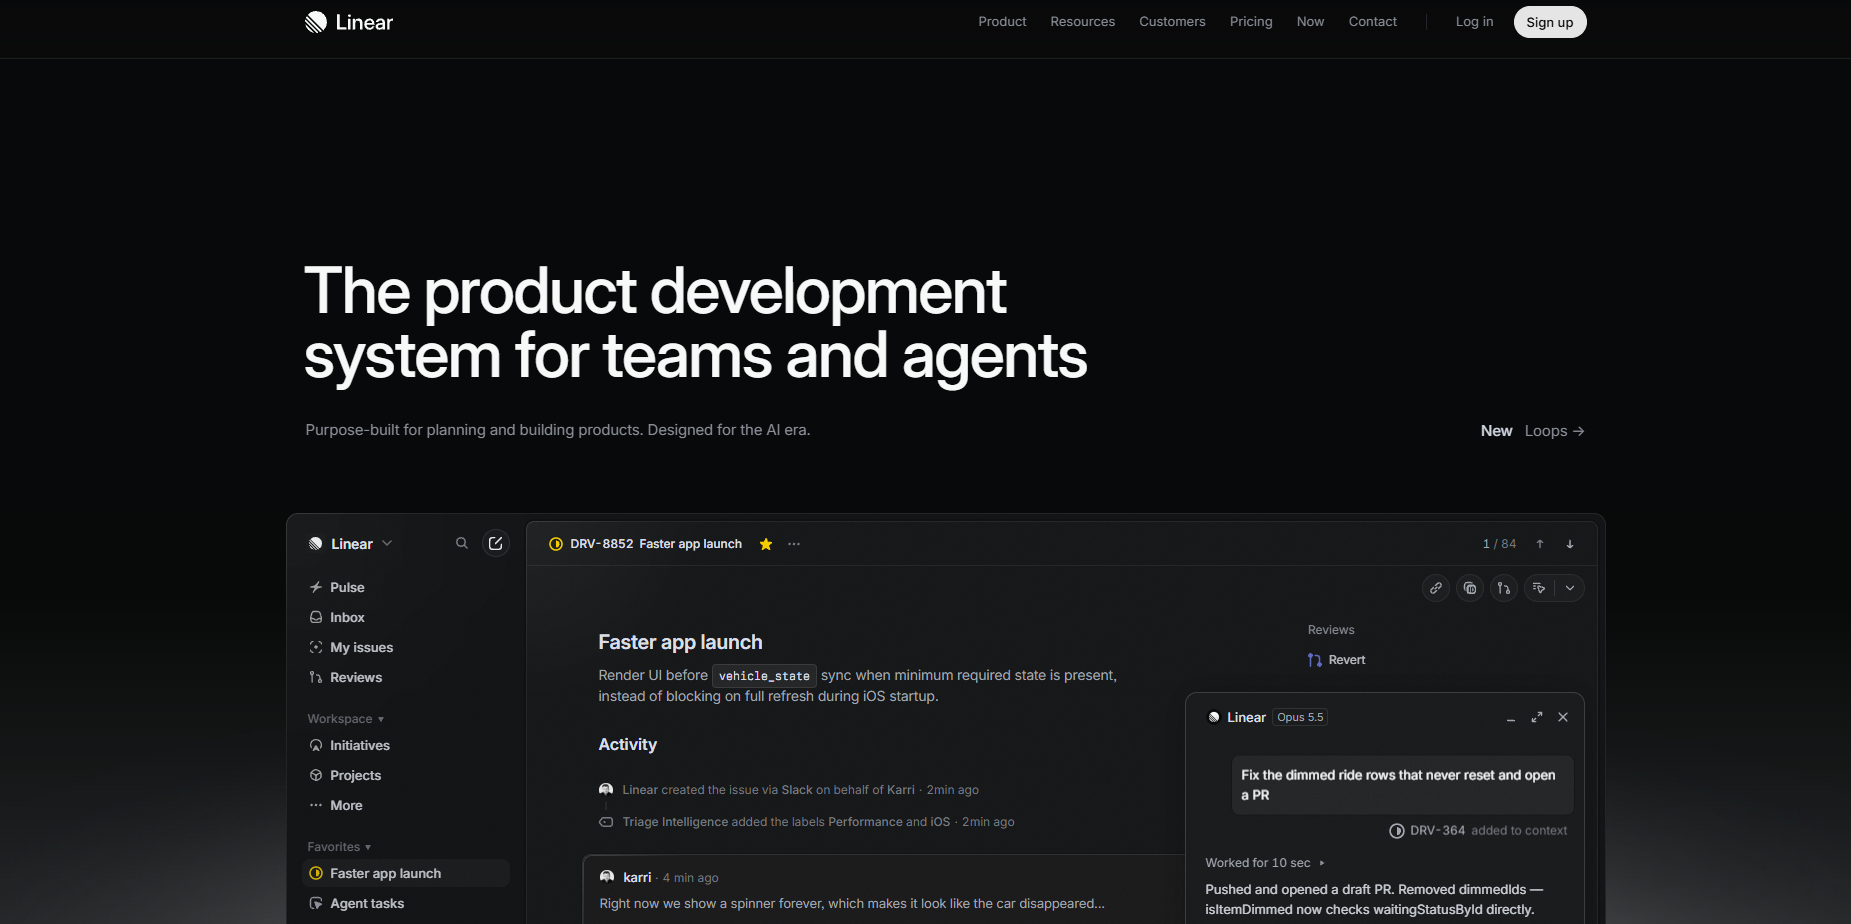 Linear
Product Resources Customers Pricing Now Contact Log in Sign up
The product development
system for teams and agents
Purpose-built for planning and building products. Designed for the AI era.
New Loops →
Linear
Pulse
Inbox
My issues
Reviews
Workspace
Initiatives
Projects
More
Favorites
Faster app launch
Agent tasks
DRV-8852 Faster app launch
1 / 84
Faster app launch
Render UI before vehicle_state sync when minimum required state is present,
instead of blocking on full refresh during iOS startup.
Activity
Linear created the issue via Slack on behalf of Karri · 2min ago
Triage Intelligence added the labels Performance and iOS · 2min ago
karri · 4 min ago
Right now we show a spinner forever, which makes it look like the car disappeared...
Reviews
Revert
Linear Opus 5.5
Fix the dimmed ride rows that never reset and open
a PR
DRV-364 added to context
Worked for 10 sec
Pushed and opened a draft PR. Removed dimmedIds —
isItemDimmed now checks waitingStatusById directly.